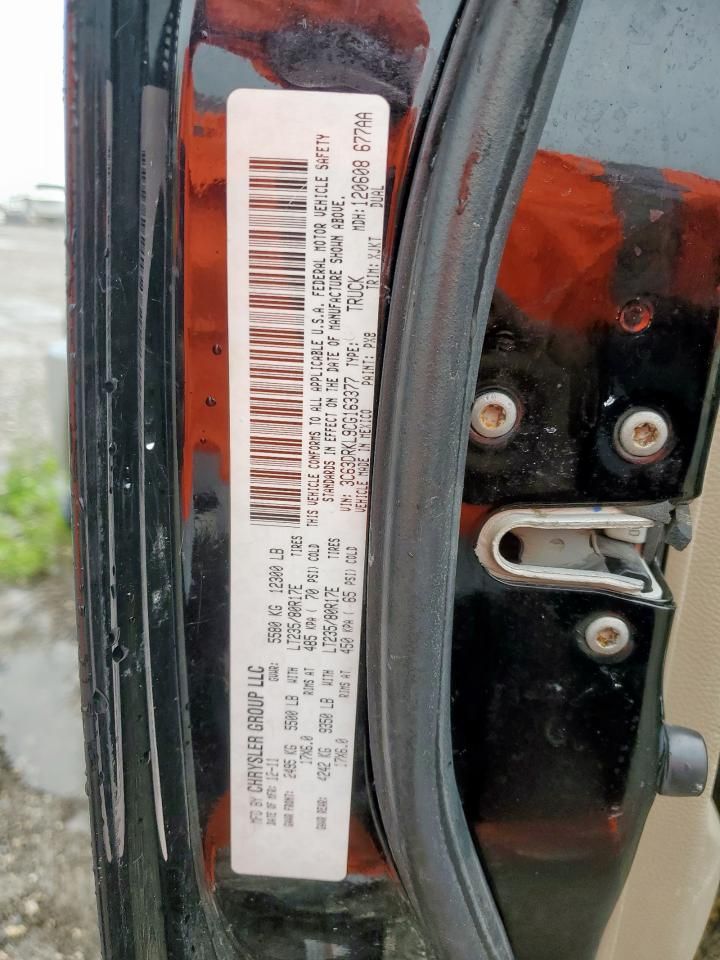 MFD BY CHRYSLER GROUP LLC
DATE OF MFR: 12-11 GVWR: 5580 KG 12300 LB
GAWR FRONT: 2495 KG 5500 LB WITH LT235/80R17E TIRES
17X6.0 RIMS AT 485 KPA ( 70 PSI) COLD
GAWR REAR: 4242 KG 9350 LB WITH LT235/80R17E TIRES
17X6.0 RIMS AT 450 KPA ( 65 PSI) COLD
THIS VEHICLE CONFORMS TO ALL APPLICABLE U.S.A. FEDERAL MOTOR VEHICLE SAFETY
STANDARDS IN EFFECT ON THE DATE OF MANUFACTURE SHOWN ABOVE.
VIN: 3C63DRKL9CG163377 TYPE: TRUCK MDH: 120608 677AA
DUAL
VEHICLE MADE IN MEXICO PAINT: PX8 TRIM: XJKT